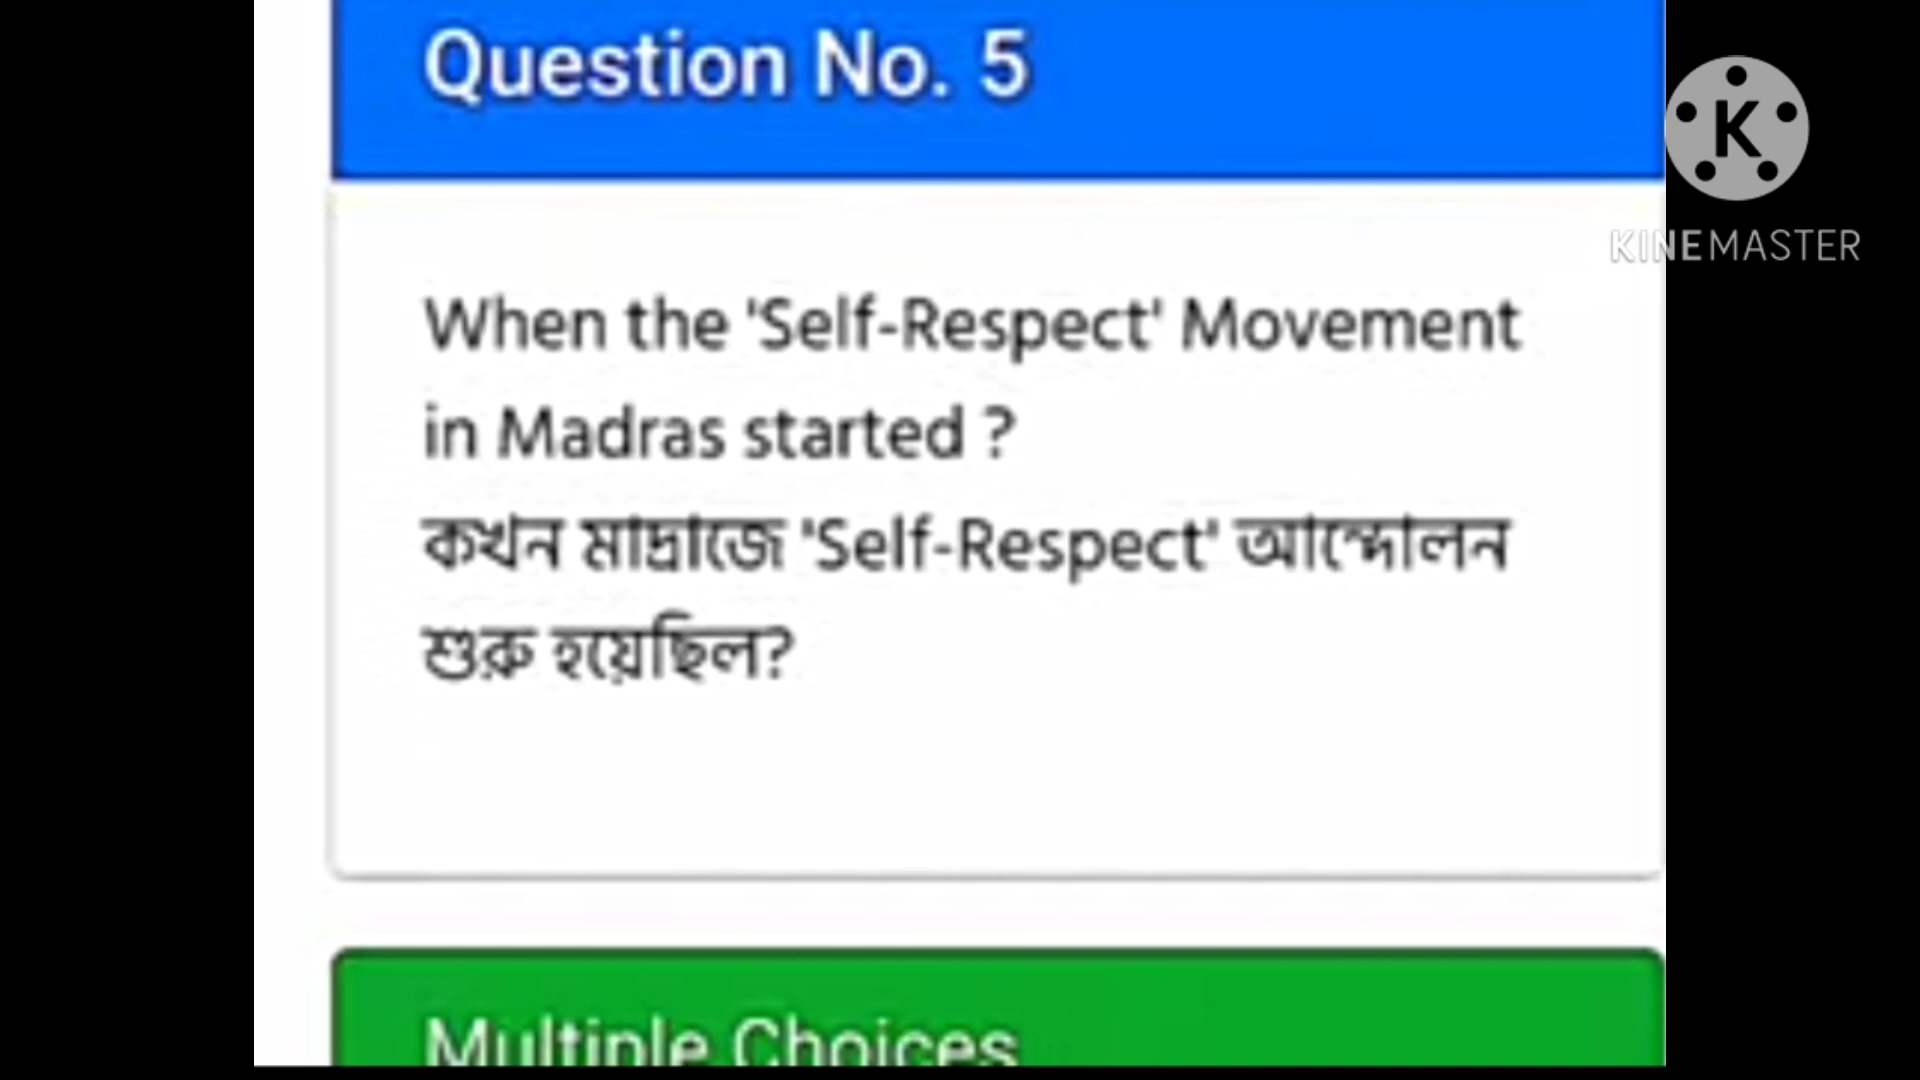 Question No. 5
K
KINEMASTER
When the 'Self-Respect' Movement
in Madras started ?
কখন মাদ্রাজে 'Self-Respect' আন্দোলন
শুরু হয়েছিল?
Multiple Choices